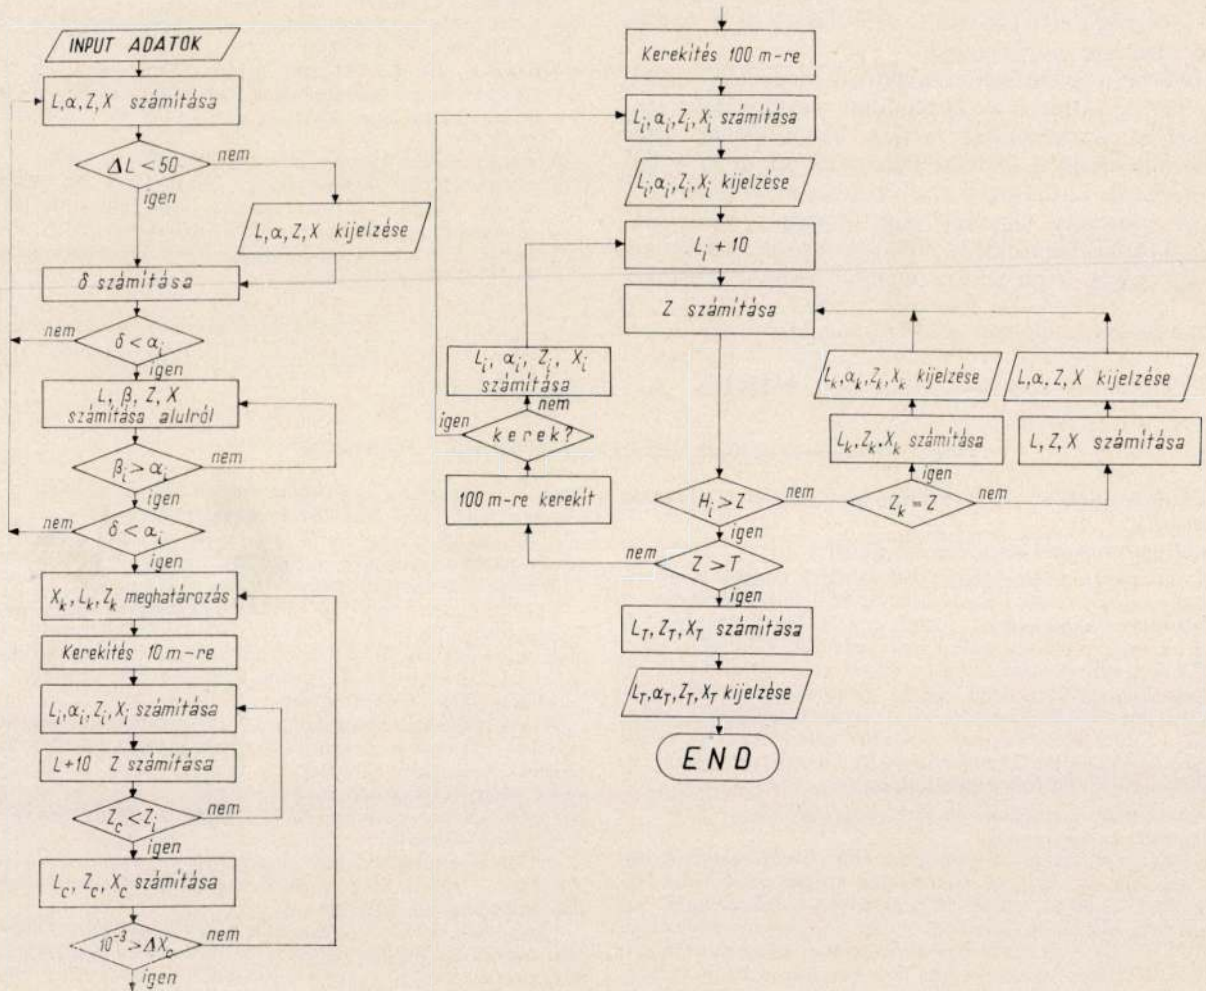 INPUT ADATOK
L,α,Z,X számítása
ΔL < 50
nem
igen
L,α,Z,X kijelzése
δ számítása
nem
δ < αi
igen
L, β, Z, X
számítása alulról
βi > αi
nem
igen
nem
δ < αi
igen
Xk, Lk, Zk meghatározás
Kerekítés 10 m-re
Li,αi,Zi,Xi számítása
L+10 Z számítása
Zc < Zi
nem
igen
Lc, Zc, Xc számítása
10⁻³ > ΔXc
nem
igen
Kerekítés 100 m-re
Li,αi,Zi,Xi számítása
Li,αi,Zi,Xi kijelzése
Li + 10
Z számítása
Li, αi, Zi, Xi
számítása
nem
igen
kerek?
100 m-re kerekít
Lk,αk,Zk,Xk kijelzése
L,α,Z,X kijelzése
Lk,Zk.Xk számítása
L,Z,X számítása
igen
Hi > Z
nem
Zk = Z
nem
igen
nem
Z > T
igen
LT,ZT,XT számítása
LT,αT,ZT,XT kijelzése
END